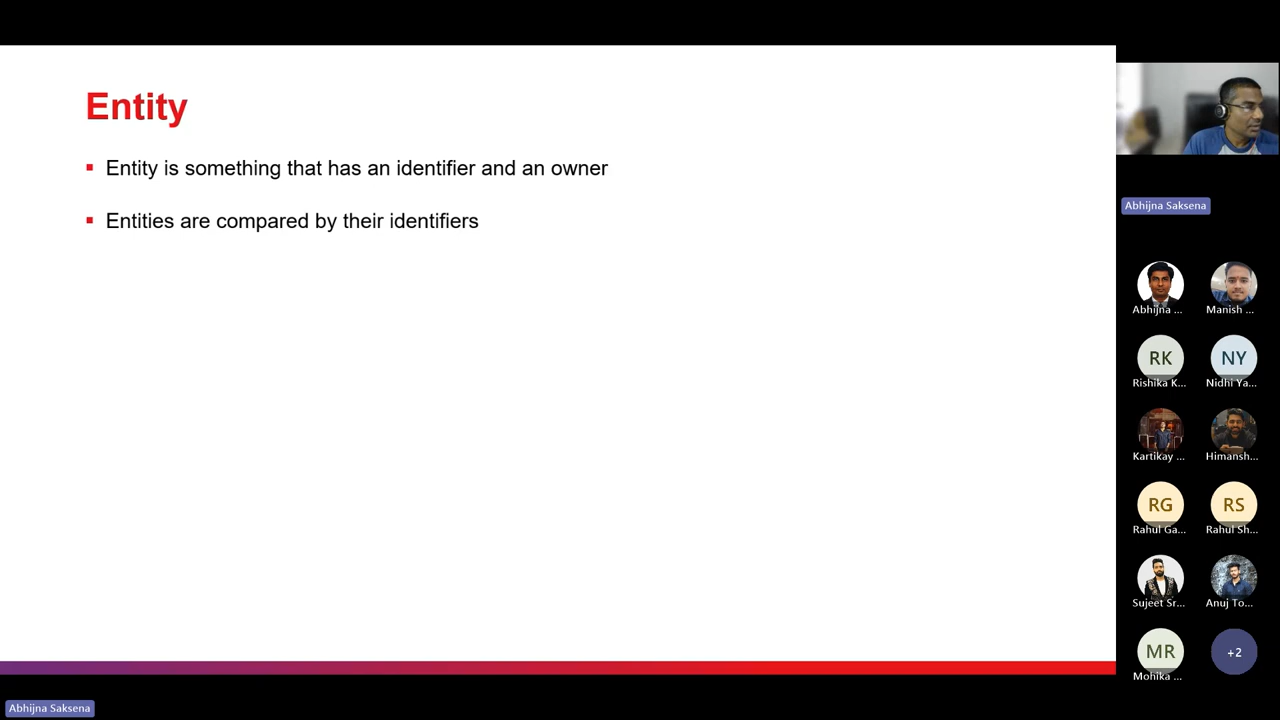 Entity
Entity is something that has an identifier and an owner
Entities are compared by their identifiers
Abhijna Saksena
Abhijna ...
Manish ...
RK
Rishika K...
NY
Nidhi Ya...
Kartikay ...
Himansh...
RG
Rahul Ga...
RS
Rahul Sh...
Sujeet Sr...
Anuj To...
MR
Mohika ...
+2
Abhijna Saksena